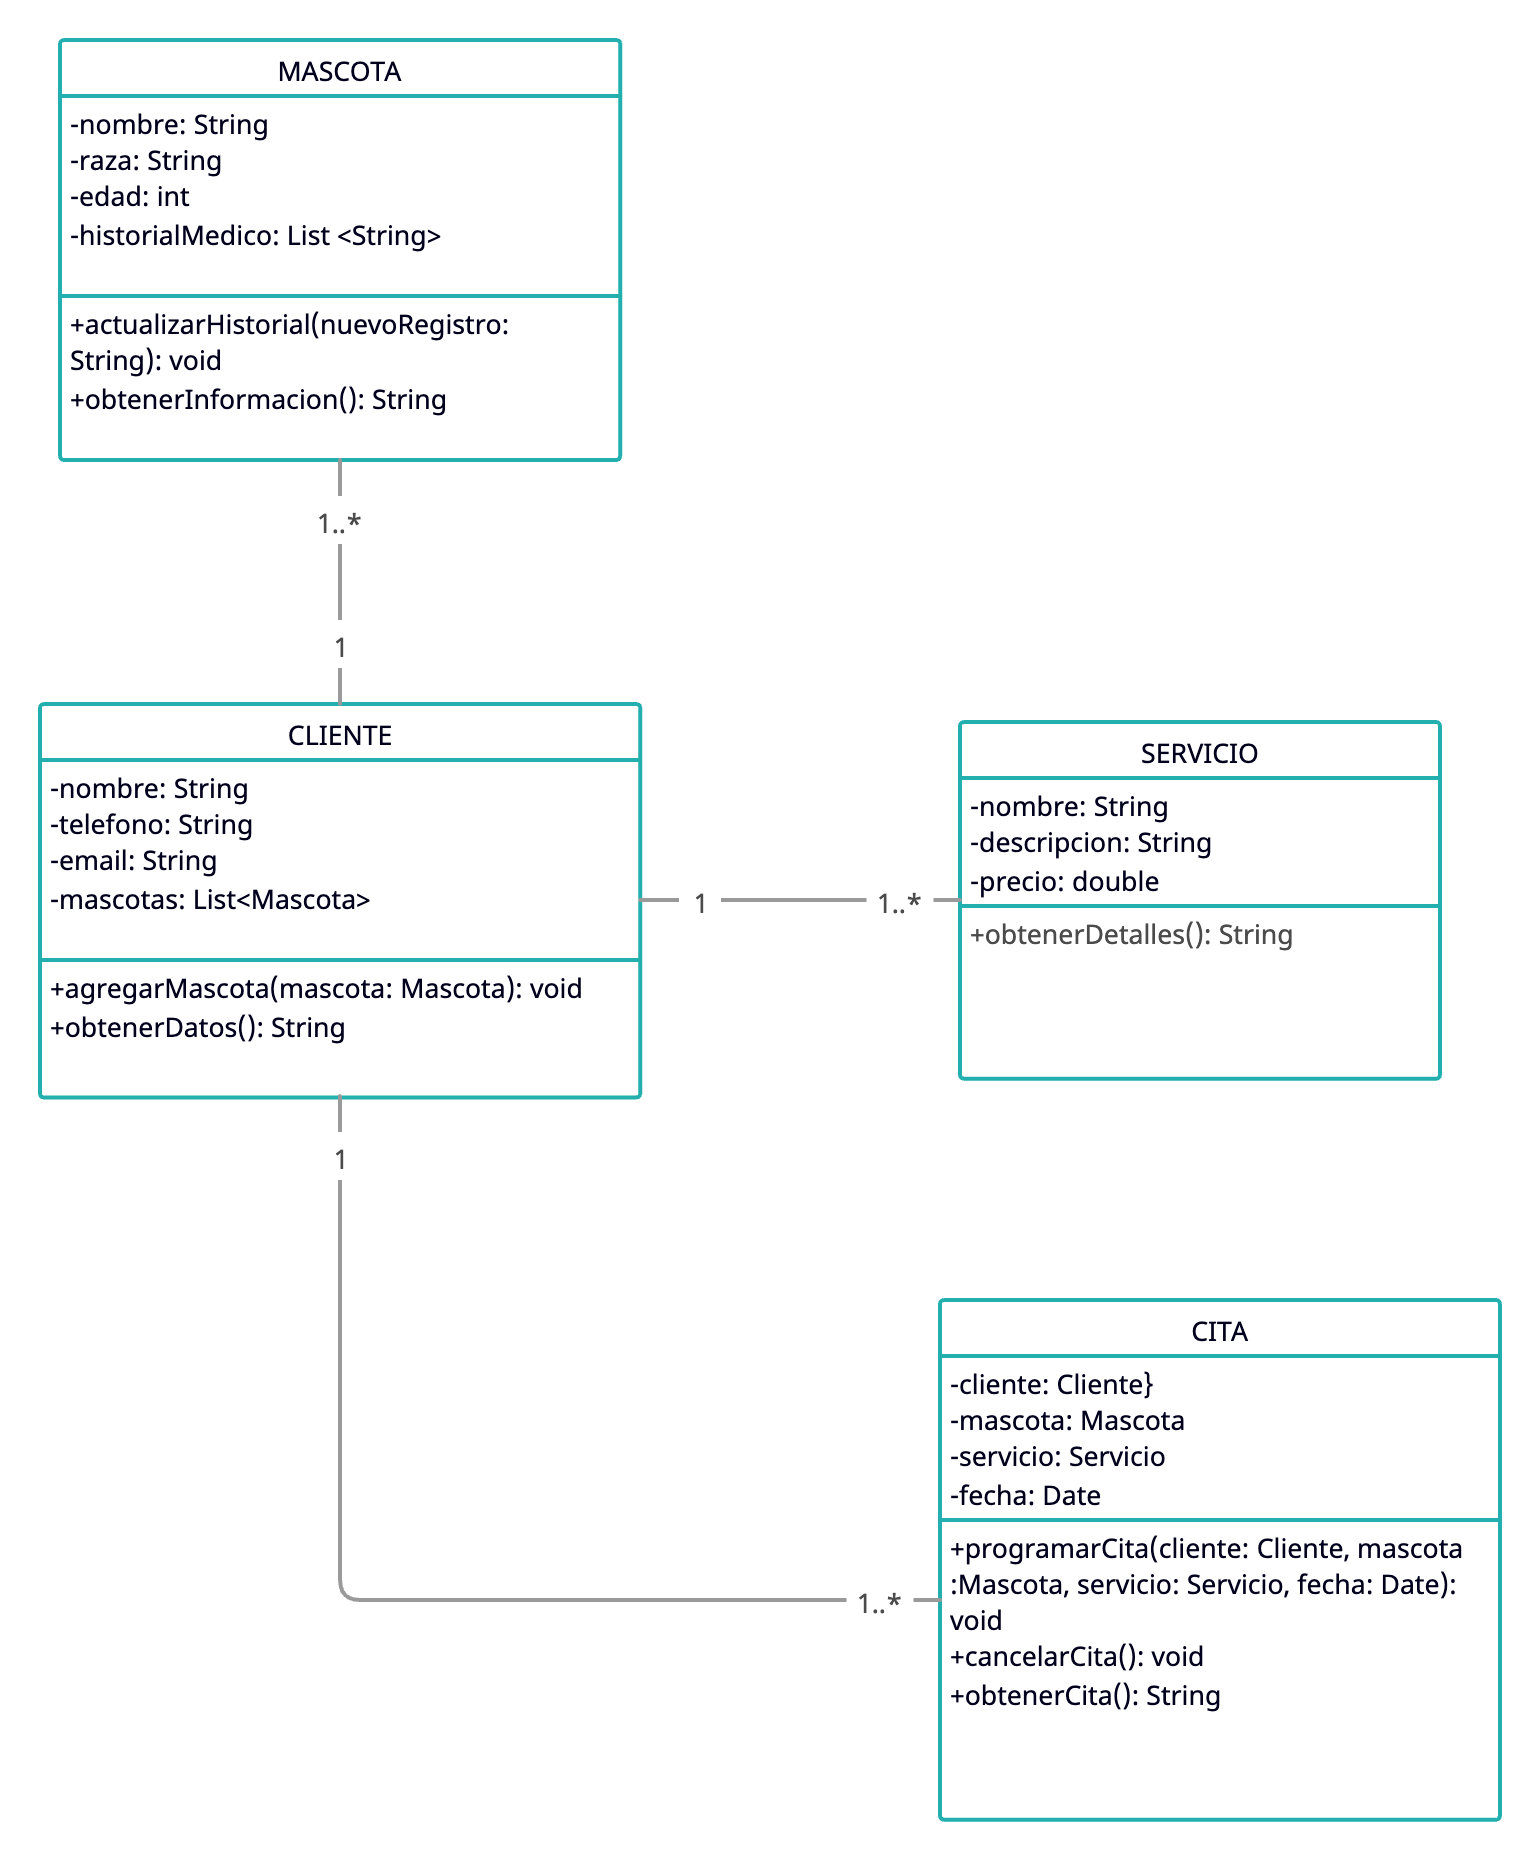 MASCOTA
-nombre: String
-raza: String
-edad: int
-historialMedico: List <String>
+actualizarHistorial(nuevoRegistro:
String): void
+obtenerInformacion(): String
1..*
1
CLIENTE
-nombre: String
-telefono: String
-email: String
-mascotas: List<Mascota>
+agregarMascota(mascota: Mascota): void
+obtenerDatos(): String
1
1..*
SERVICIO
-nombre: String
-descripcion: String
-precio: double
+obtenerDetalles(): String
1
1..*
CITA
-cliente: Cliente}
-mascota: Mascota
-servicio: Servicio
-fecha: Date
+programarCita(cliente: Cliente, mascota
:Mascota, servicio: Servicio, fecha: Date):
void
+cancelarCita(): void
+obtenerCita(): String